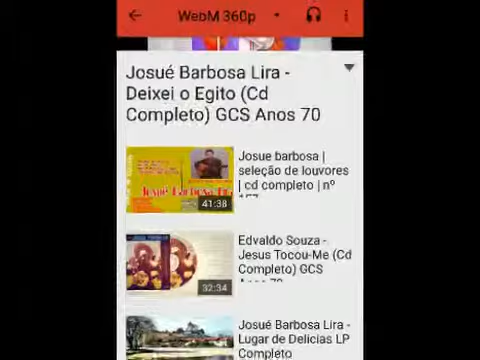 WebM 360p
Josué Barbosa Lira -
Deixei o Egito (Cd
Completo) GCS Anos 70
Josue barbosa |
seleção de louvores
| cd completo | nº
41:38
Edvaldo Souza -
Jesus Tocou-Me (Cd
Completo) GCS
Anos 70
32:34
Josué Barbosa Lira -
Lugar de Delicias LP
Completo